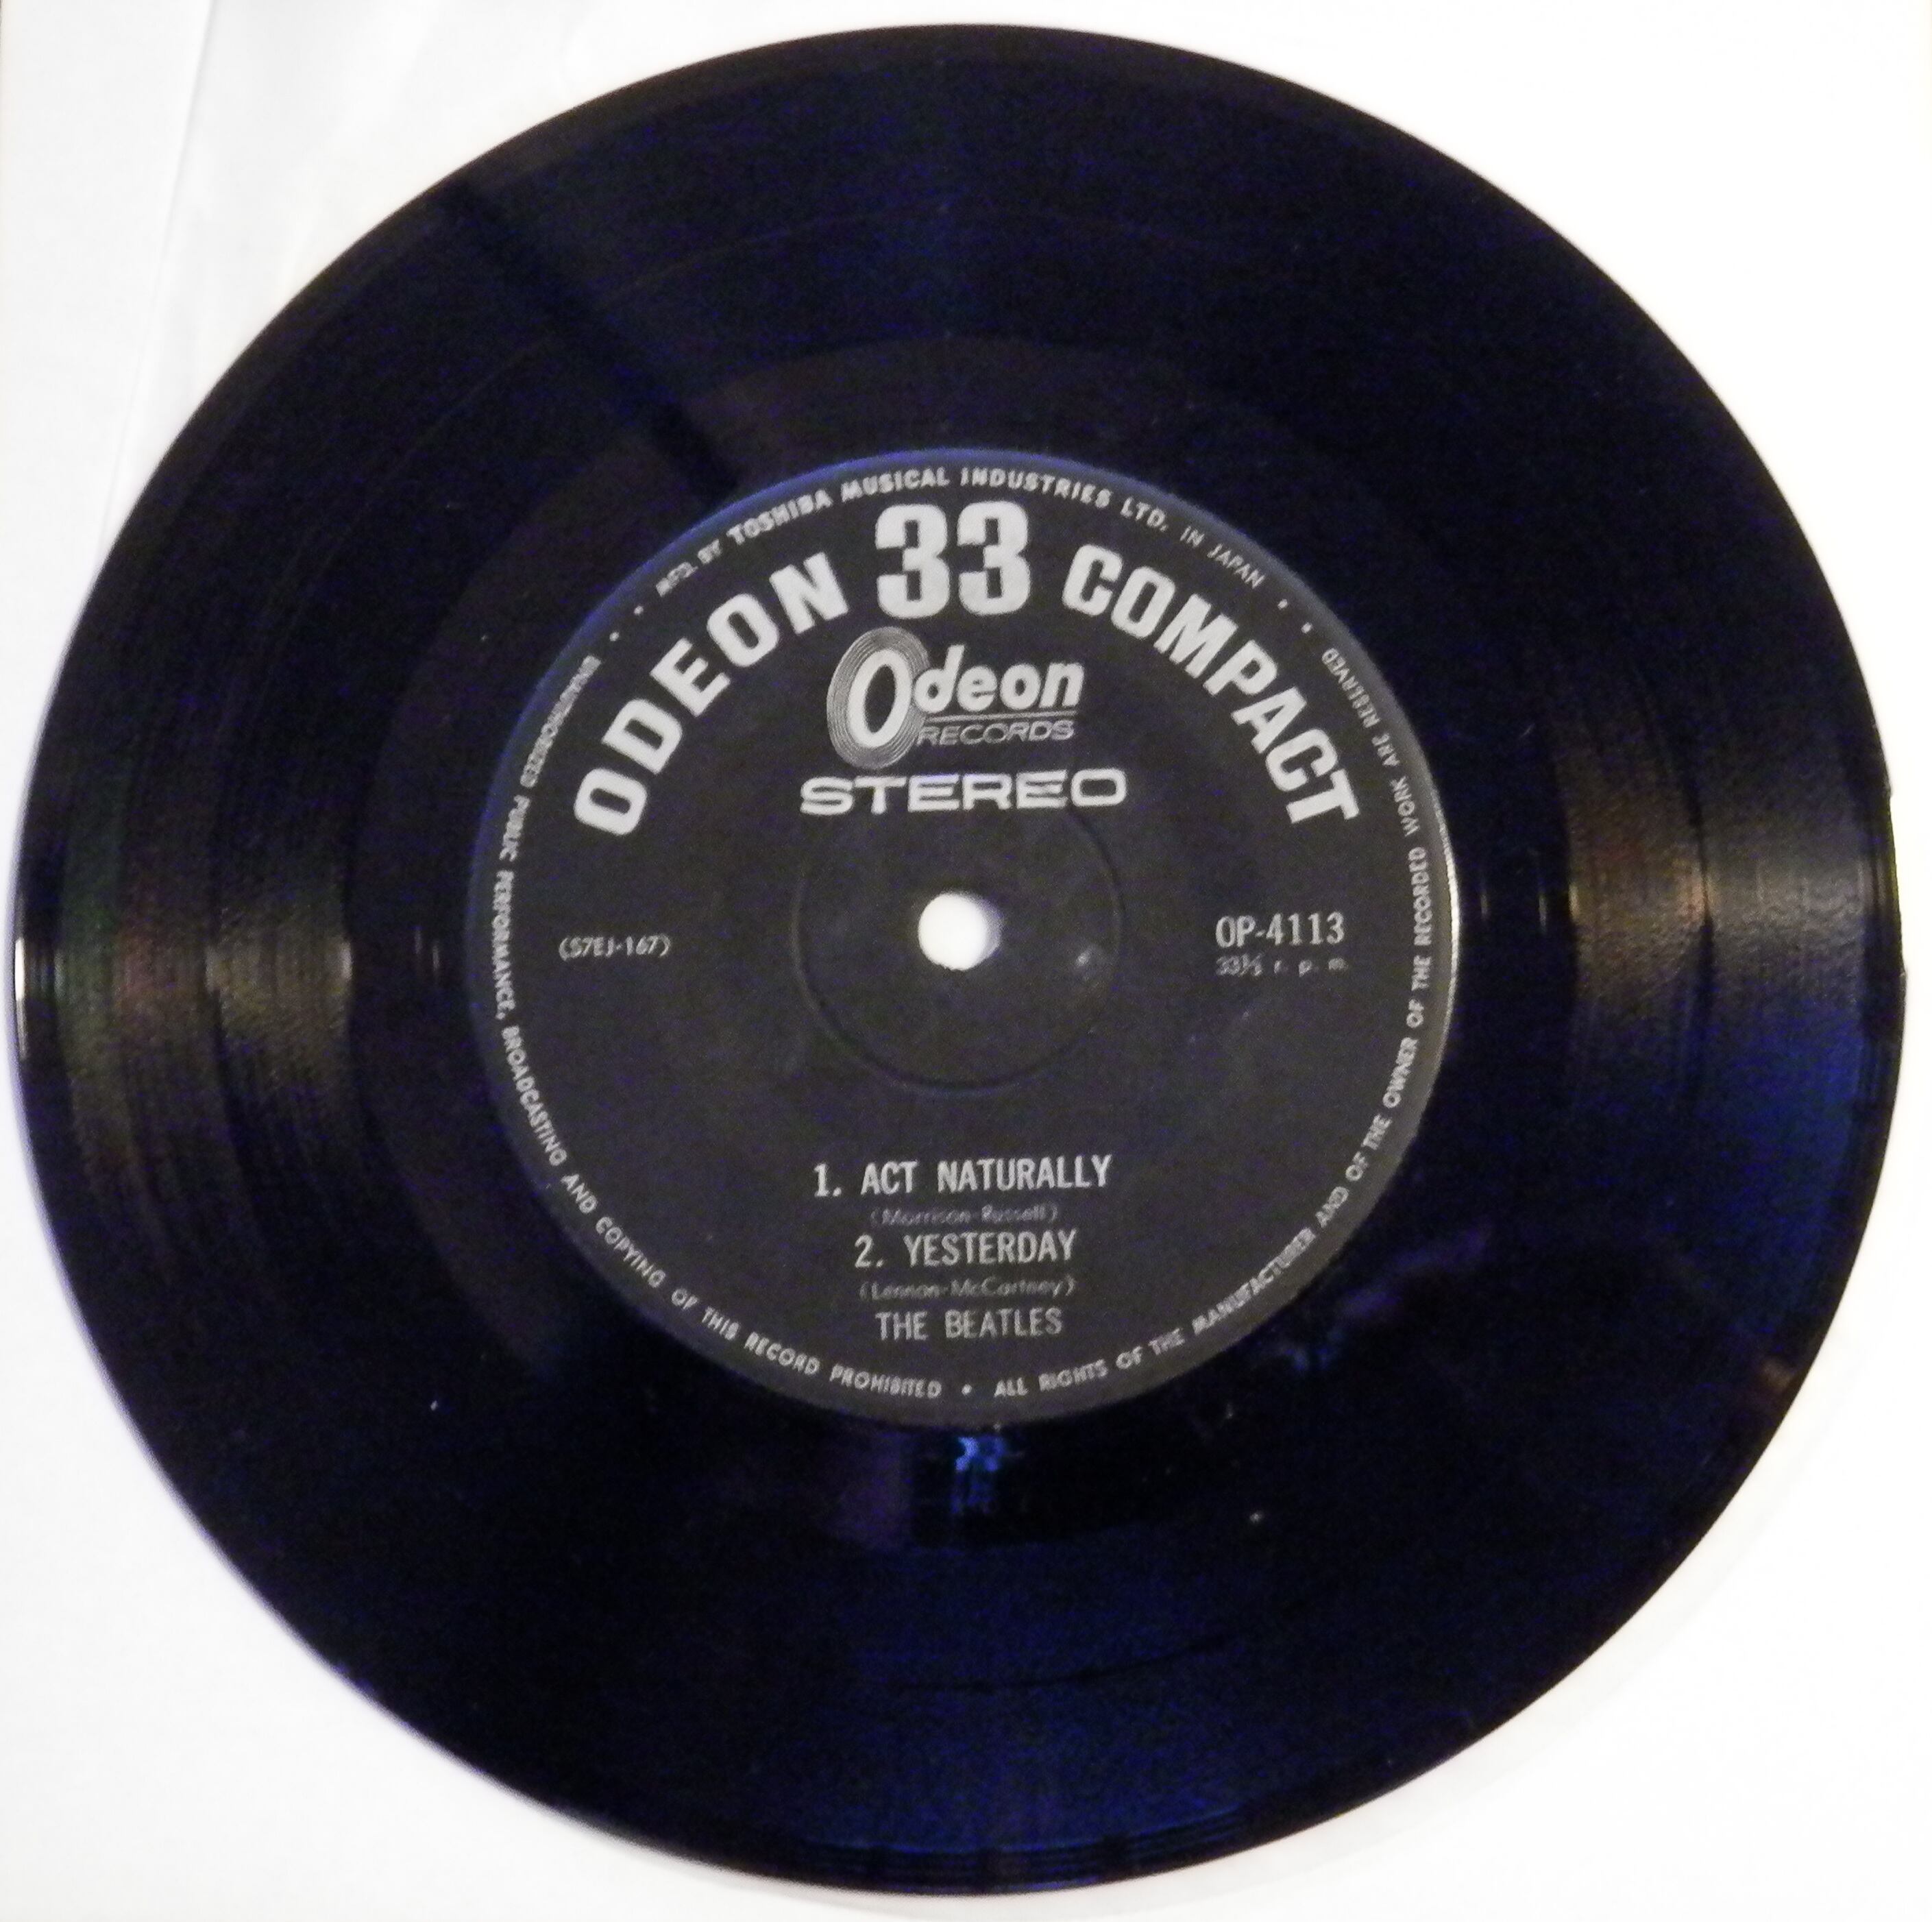 MFD. BY TOSHIBA MUSICAL INDUSTRIES LTD. IN JAPAN
ODEON 33 COMPACT
Odeon
RECORDS
STEREO
(S7EJ-167)
OP-4113
33⅓ r. p. m.
1. ACT NATURALLY
(Morrison-Russell)
2. YESTERDAY
(Lennon-McCartney)
THE BEATLES
UNAUTHORIZED PUBLIC PERFORMANCE, BROADCASTING AND COPYING OF THIS RECORD PROHIBITED • ALL RIGHTS OF THE MANUFACTURER AND OF THE OWNER OF THE RECORDED WORK ARE RESERVED